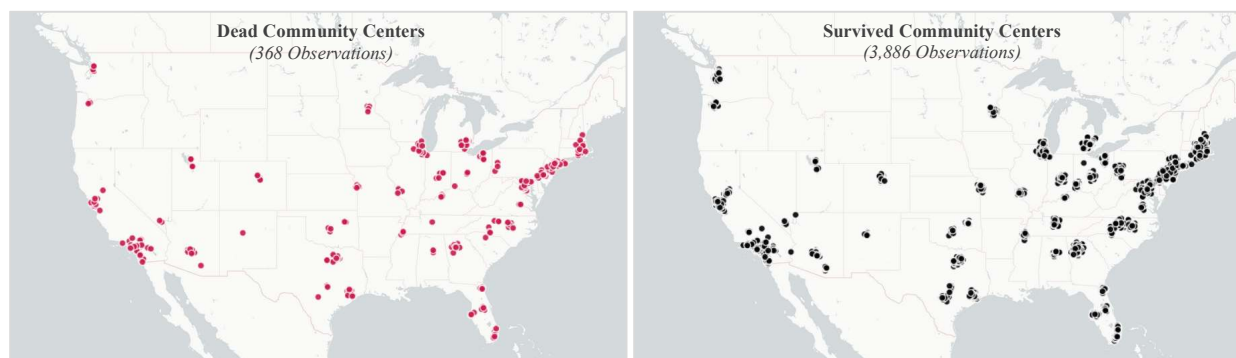 Dead Community Centers
(368 Observations)
Survived Community Centers
(3,886 Observations)